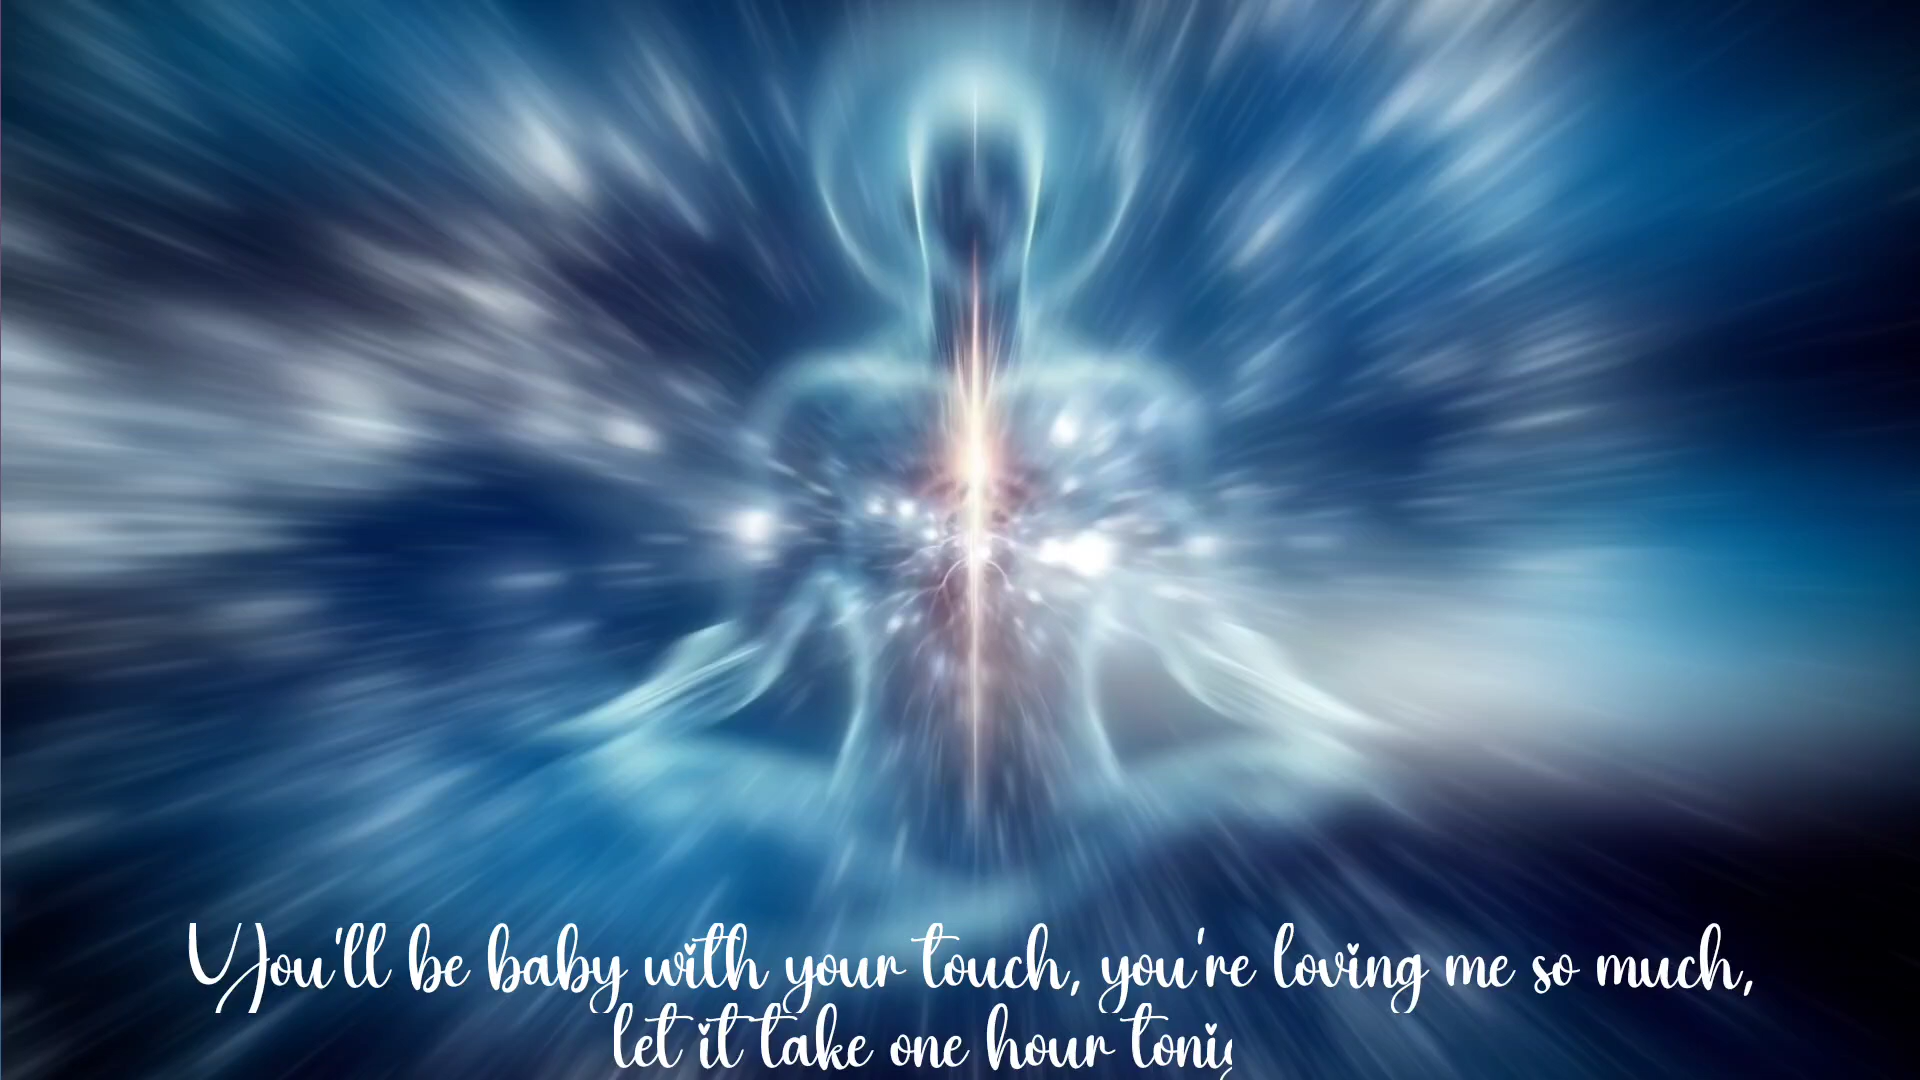 You'll be baby with your touch, you're loving me so much,
let it take one hour